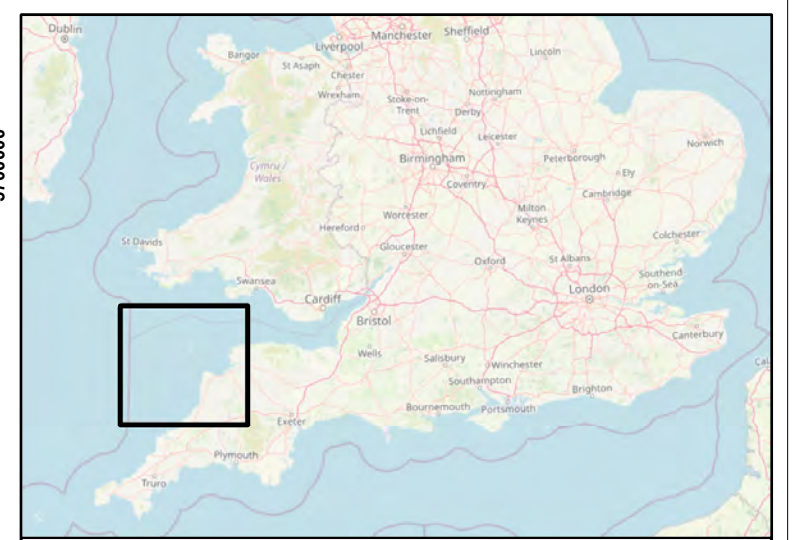 Dublin
Manchester
Sheffield
Liverpool
Bangor
St Asaph
Chester
Lincoln
Wrexham
Stoke-on-
Trent
Nottingham
Derby
Lichfield
Leicester
Norwich
Birmingham
Peterborough
Ely
Cymru /
Wales
Coventry
Cambridge
Worcester
Milton
Keynes
Hereford
Colchester
St Davids
Gloucester
Oxford
St Albans
Southend
-on-Sea
Swansea
London
Cardiff
Bristol
Canterbury
Wells
Salisbury
Winchester
Cal
Southampton
Brighton
Bournemouth
Portsmouth
Exeter
Plymouth
Truro